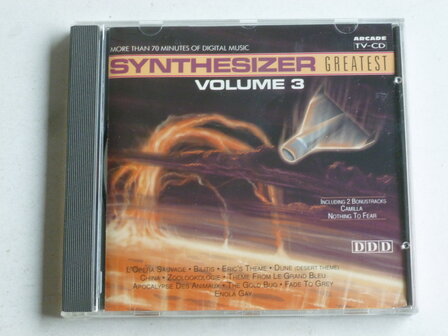 MORE THAN 70 MINUTES OF DIGITAL MUSIC
ARCADE
TV-CD
SYNTHESIZER GREATEST
VOLUME 3
INCLUDING 2 BONUSTRACKS
CAMILLA
NOTHING TO FEAR
DDD
L'OPERA SAUVAGE • BILITIS • ERIC'S THEME • DUNE (DESERT THEME)
CHINA • ZOOLOOKOLOGIE • THEME FROM LE GRAND BLEU
APOCALYPSE DES ANIMAUX • THE GOLD BUG • FADE TO GREY
ENOLA GAY